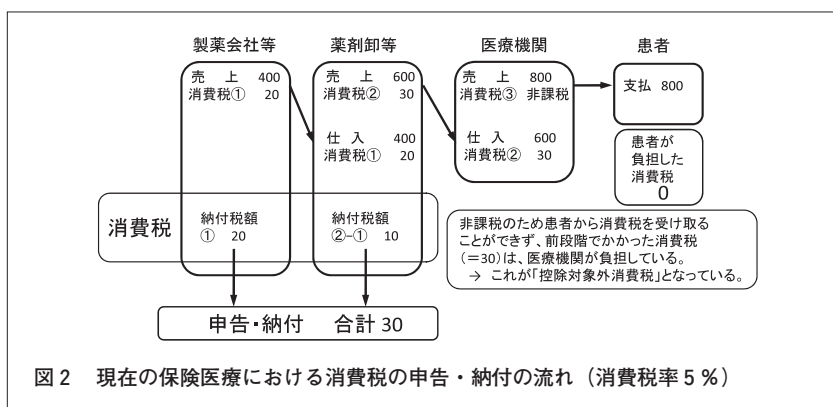 製薬会社等
売上 400
消費税① 20
納付税額
① 20
薬剤卸等
売上 600
消費税② 30
仕入 400
消費税① 20
納付税額
②-① 10
医療機関
売上 800
消費税③ 非課税
仕入 600
消費税② 30
患者
支払 800
患者が
負担した
消費税
0
消費税
非課税のため患者から消費税を受け取る
ことができず、前段階でかかった消費税
(=30)は、医療機関が負担している。
→ これが「控除対象外消費税」となっている。
申告・納付 合計 30
図2 現在の保険医療における消費税の申告・納付の流れ(消費税率5%)